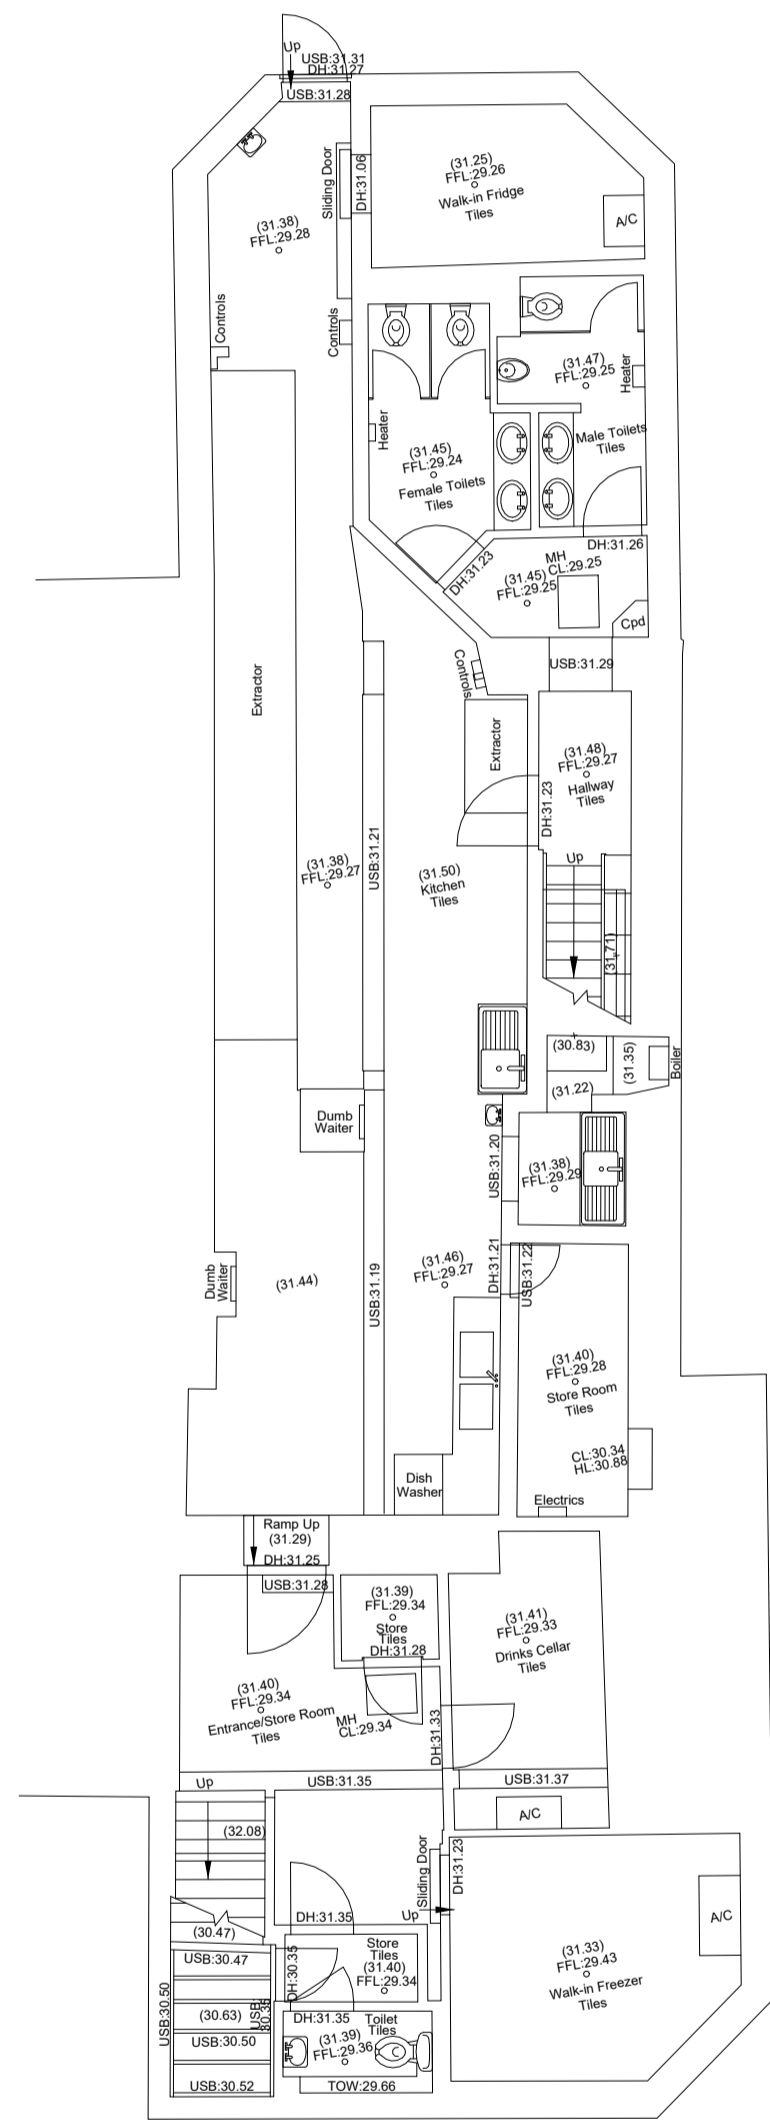 Up
USB:31.31
DH:31.27
USB:31.28
Sliding Door
DH:31.06
(31.25)
FFL:29.26
Walk-in Fridge
Tiles
A/C
(31.38)
FFL:29.28
Controls
Controls
(31.47)
FFL:29.25
Heater
Male Toilets
Tiles
Heater
(31.45)
FFL:29.24
Female Toilets
Tiles
DH:31.23
DH:31.26
MH
CL:29.25
(31.45)
FFL:29.25
Cpd
USB:31.29
Controls
Extractor
Extractor
(31.48)
FFL:29.27
Hallway
Tiles
DH:31.23
USB:31.21
(31.38)
FFL:29.27
(31.50)
Kitchen
Tiles
Up
(31.71)
(30.83)
(31.35)
Boiler
(31.22)
Dumb
Waiter
USB:31.20
(31.38)
FFL:29.29
Dumb
Waiter
(31.44)
USB:31.19
(31.46)
FFL:29.27
DH:31.21
USB:31.22
(31.40)
FFL:29.28
Store Room
Tiles
CL:30.34
HL:30.88
Dish
Washer
Electrics
Ramp Up
(31.29)
DH:31.25
USB:31.28
(31.39)
FFL:29.34
Store
Tiles
DH:31.28
(31.41)
FFL:29.33
Drinks Cellar
Tiles
(31.40)
FFL:29.34
Entrance/Store Room
Tiles
MH
CL:29.34
DH:31.33
Up
USB:31.35
USB:31.37
A/C
(32.08)
Sliding Door
DH:31.23
DH:31.35
Up
A/C
(30.47)
USB:30.47
DH:30.35
Store
Tiles
(31.40)
FFL:29.34
(31.33)
FFL:29.43
Walk-in Freezer
Tiles
USB:30.50
(30.63)
USB:
30.35
DH:31.35
Toilet
Tiles
(31.39)
FFL:29.36
USB:30.50
USB:30.52
TOW:29.66